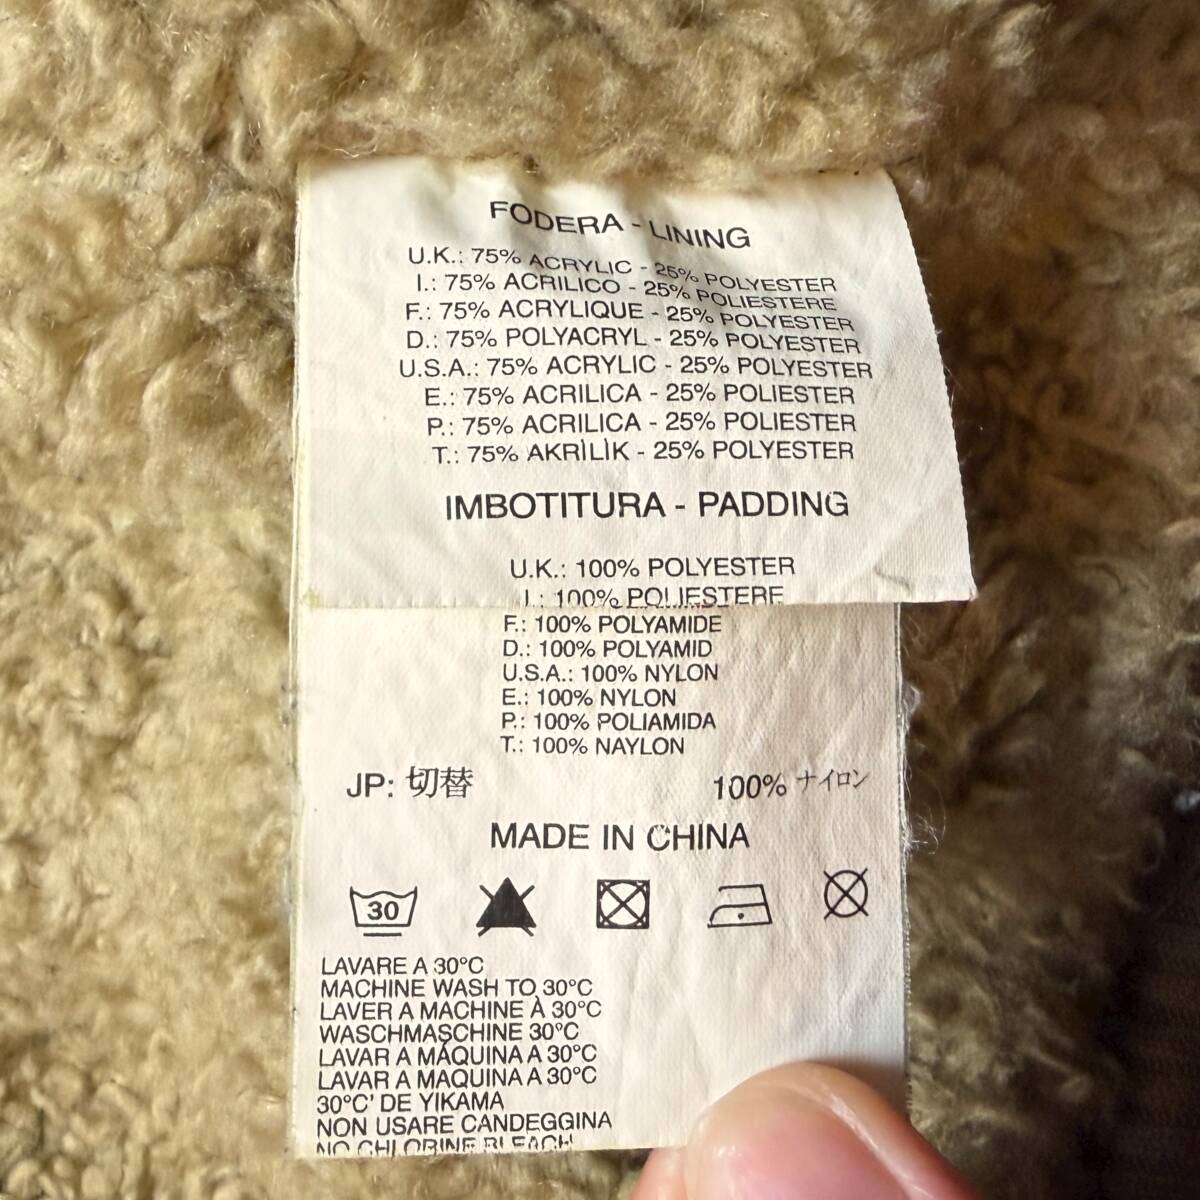 FODERA - LINING
U.K.: 75% ACRYLIC - 25% POLYESTER
I.: 75% ACRILICO - 25% POLIESTERE
F.: 75% ACRYLIQUE - 25% POLYESTER
D.: 75% POLYACRYL - 25% POLYESTER
U.S.A.: 75% ACRYLIC - 25% POLYESTER
E.: 75% ACRILICA - 25% POLIESTER
P.: 75% ACRILICA - 25% POLIESTER
T.: 75% AKRİLİK - 25% POLYESTER
IMBOTITURA - PADDING
U.K.: 100% POLYESTER
I.: 100% POLIESTERE
F.: 100% POLYAMIDE
D.: 100% POLYAMID
U.S.A.: 100% NYLON
E.: 100% NYLON
P.: 100% POLIAMIDA
T.: 100% NAYLON
JP: 切替 100% ナイロン
MADE IN CHINA
30
LAVARE A 30°C
MACHINE WASH TO 30°C
LAVER A MACHINE À 30°C
WASCHMASCHINE 30°C
LAVAR A MÁQUINA A 30°C
LAVAR A MAQUINA A 30°C
30°C' DE YIKAMA
NON USARE CANDEGGINA
NO CHLORINE BLEACH